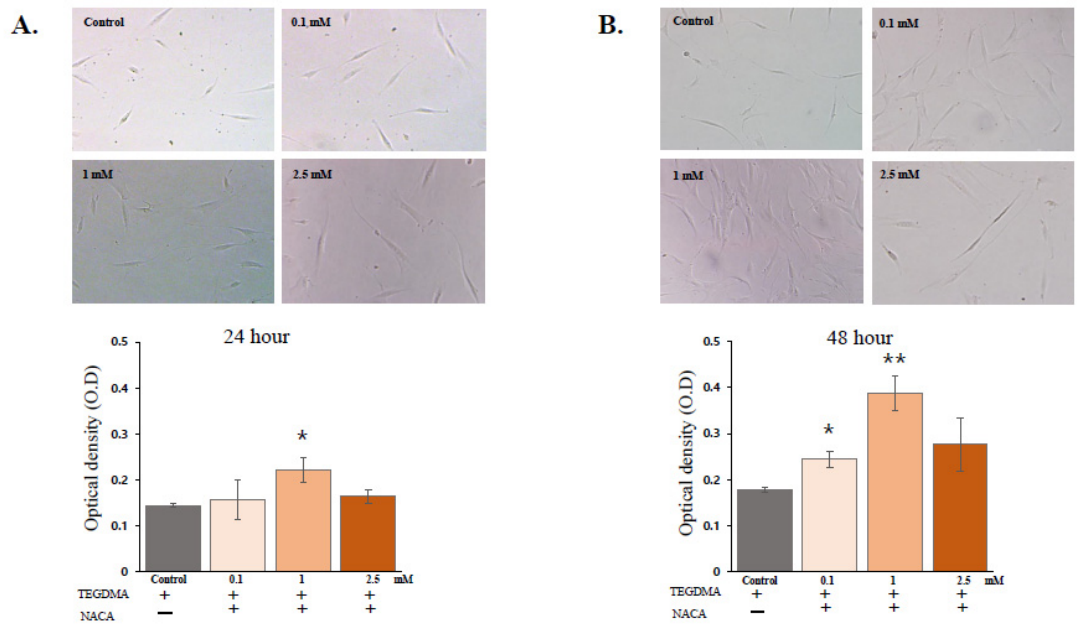 A.
Control
0.1 mM
1 mM
2.5 mM
24 hour
Optical density (O.D)
0.5
0.4
0.3
0.2
0.1
0
*
Control 0.1 1 2.5 mM
TEGDMA + + + +
NACA − + + +
B.
Control
0.1 mM
1 mM
2.5 mM
48 hour
Optical density (O.D)
0.5
0.4
0.3
0.2
0.1
0
*
**
Control 0.1 1 2.5 mM
TEGDMA + + + +
NACA − + + +